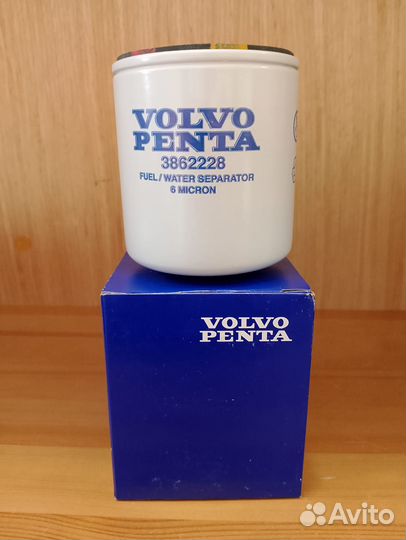 VOLVO
PENTA
3862228
FUEL/WATER SEPARATOR
6 MICRON
VOLVO
PENTA
Avito